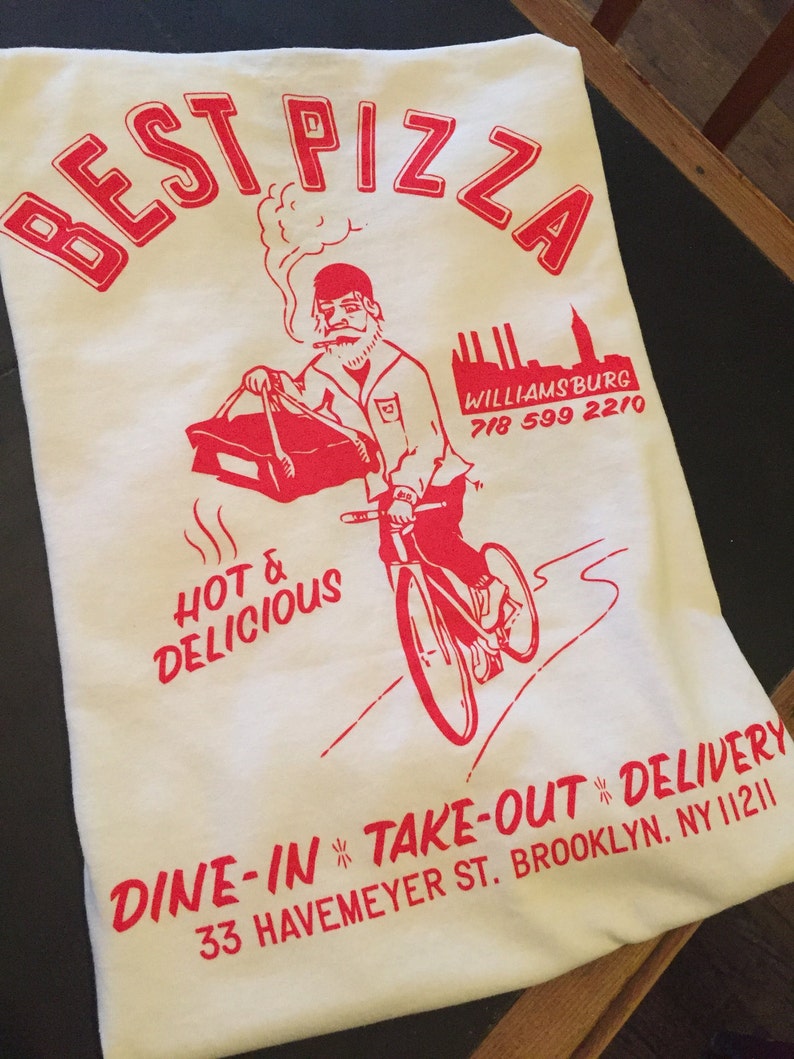 BEST PIZZA
WILLIAMSBURG
718 599 2210
HOT &
DELICIOUS
DINE-IN * TAKE-OUT * DELIVERY
33 HAVEMEYER ST. BROOKLYN. NY 11211